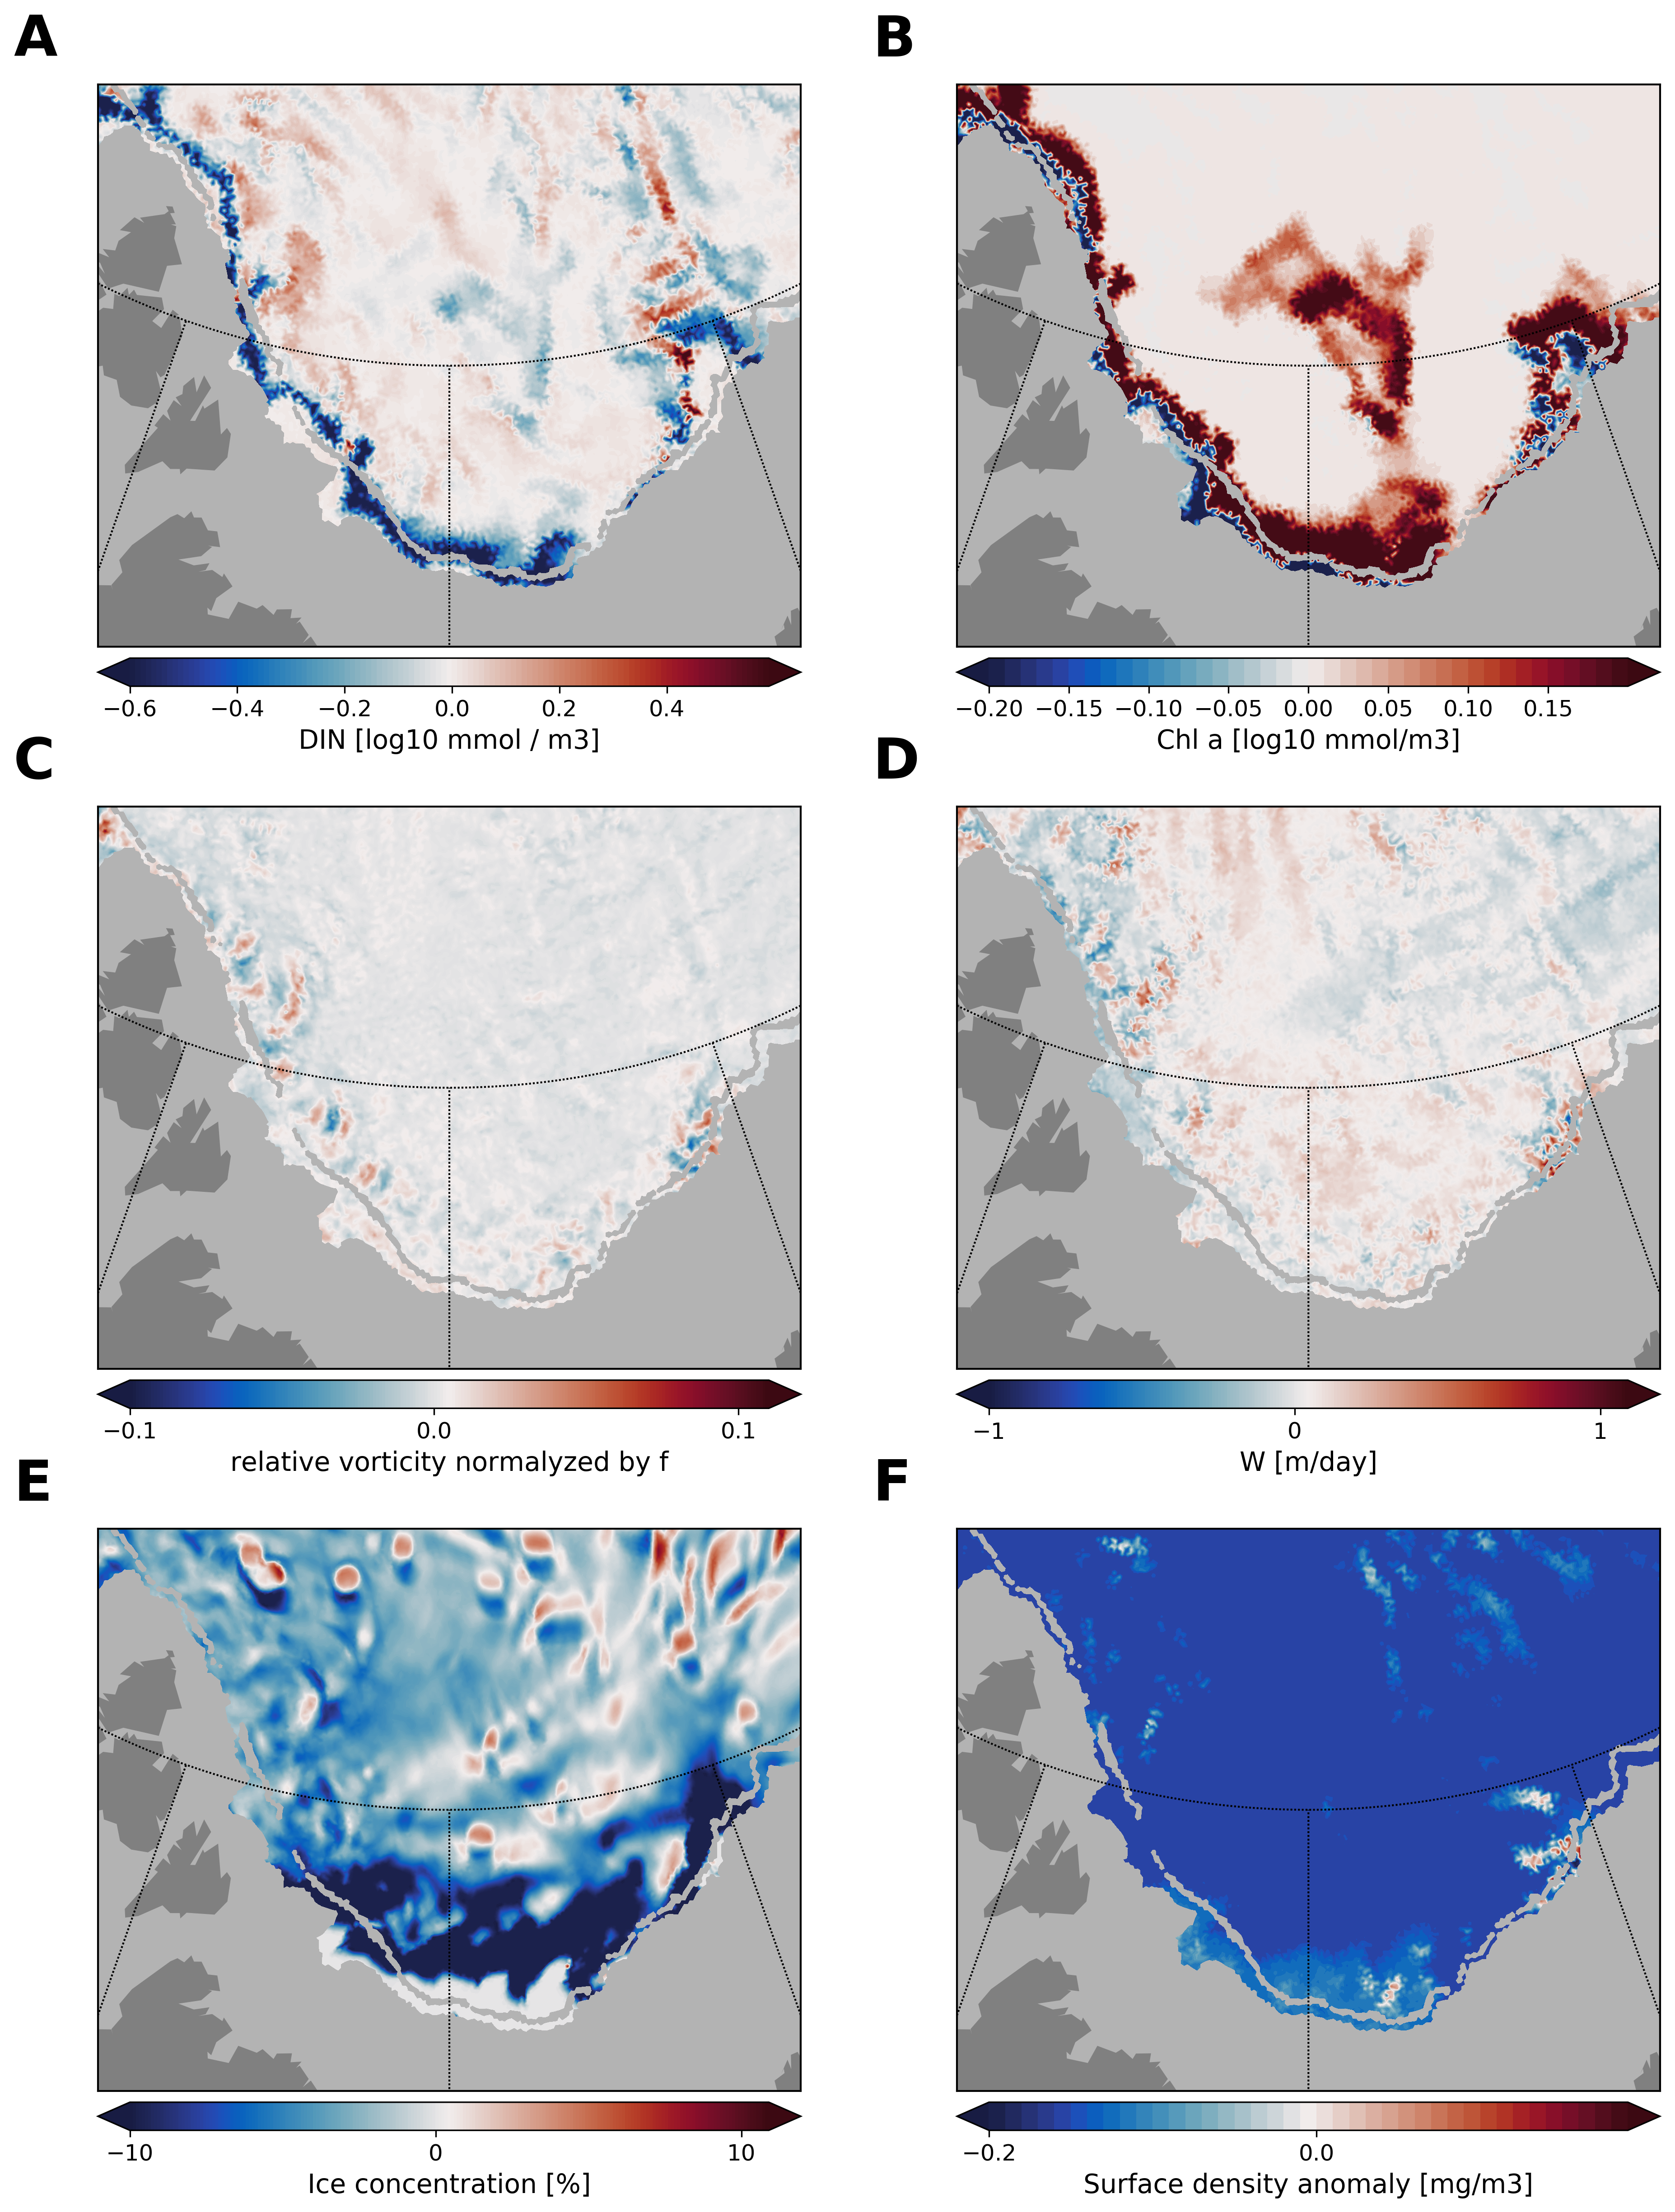 A
B
−0.6 −0.4 −0.2 0.0 0.2 0.4
DIN [log10 mmol / m3]
−0.20 −0.15 −0.10 −0.05 0.00 0.05 0.10 0.15
Chl a [log10 mmol/m3]
C
D
−0.1 0.0 0.1
relative vorticity normalyzed by f
−1 0 1
W [m/day]
E
F
−10 0 10
Ice concentration [%]
−0.2 0.0
Surface density anomaly [mg/m3]